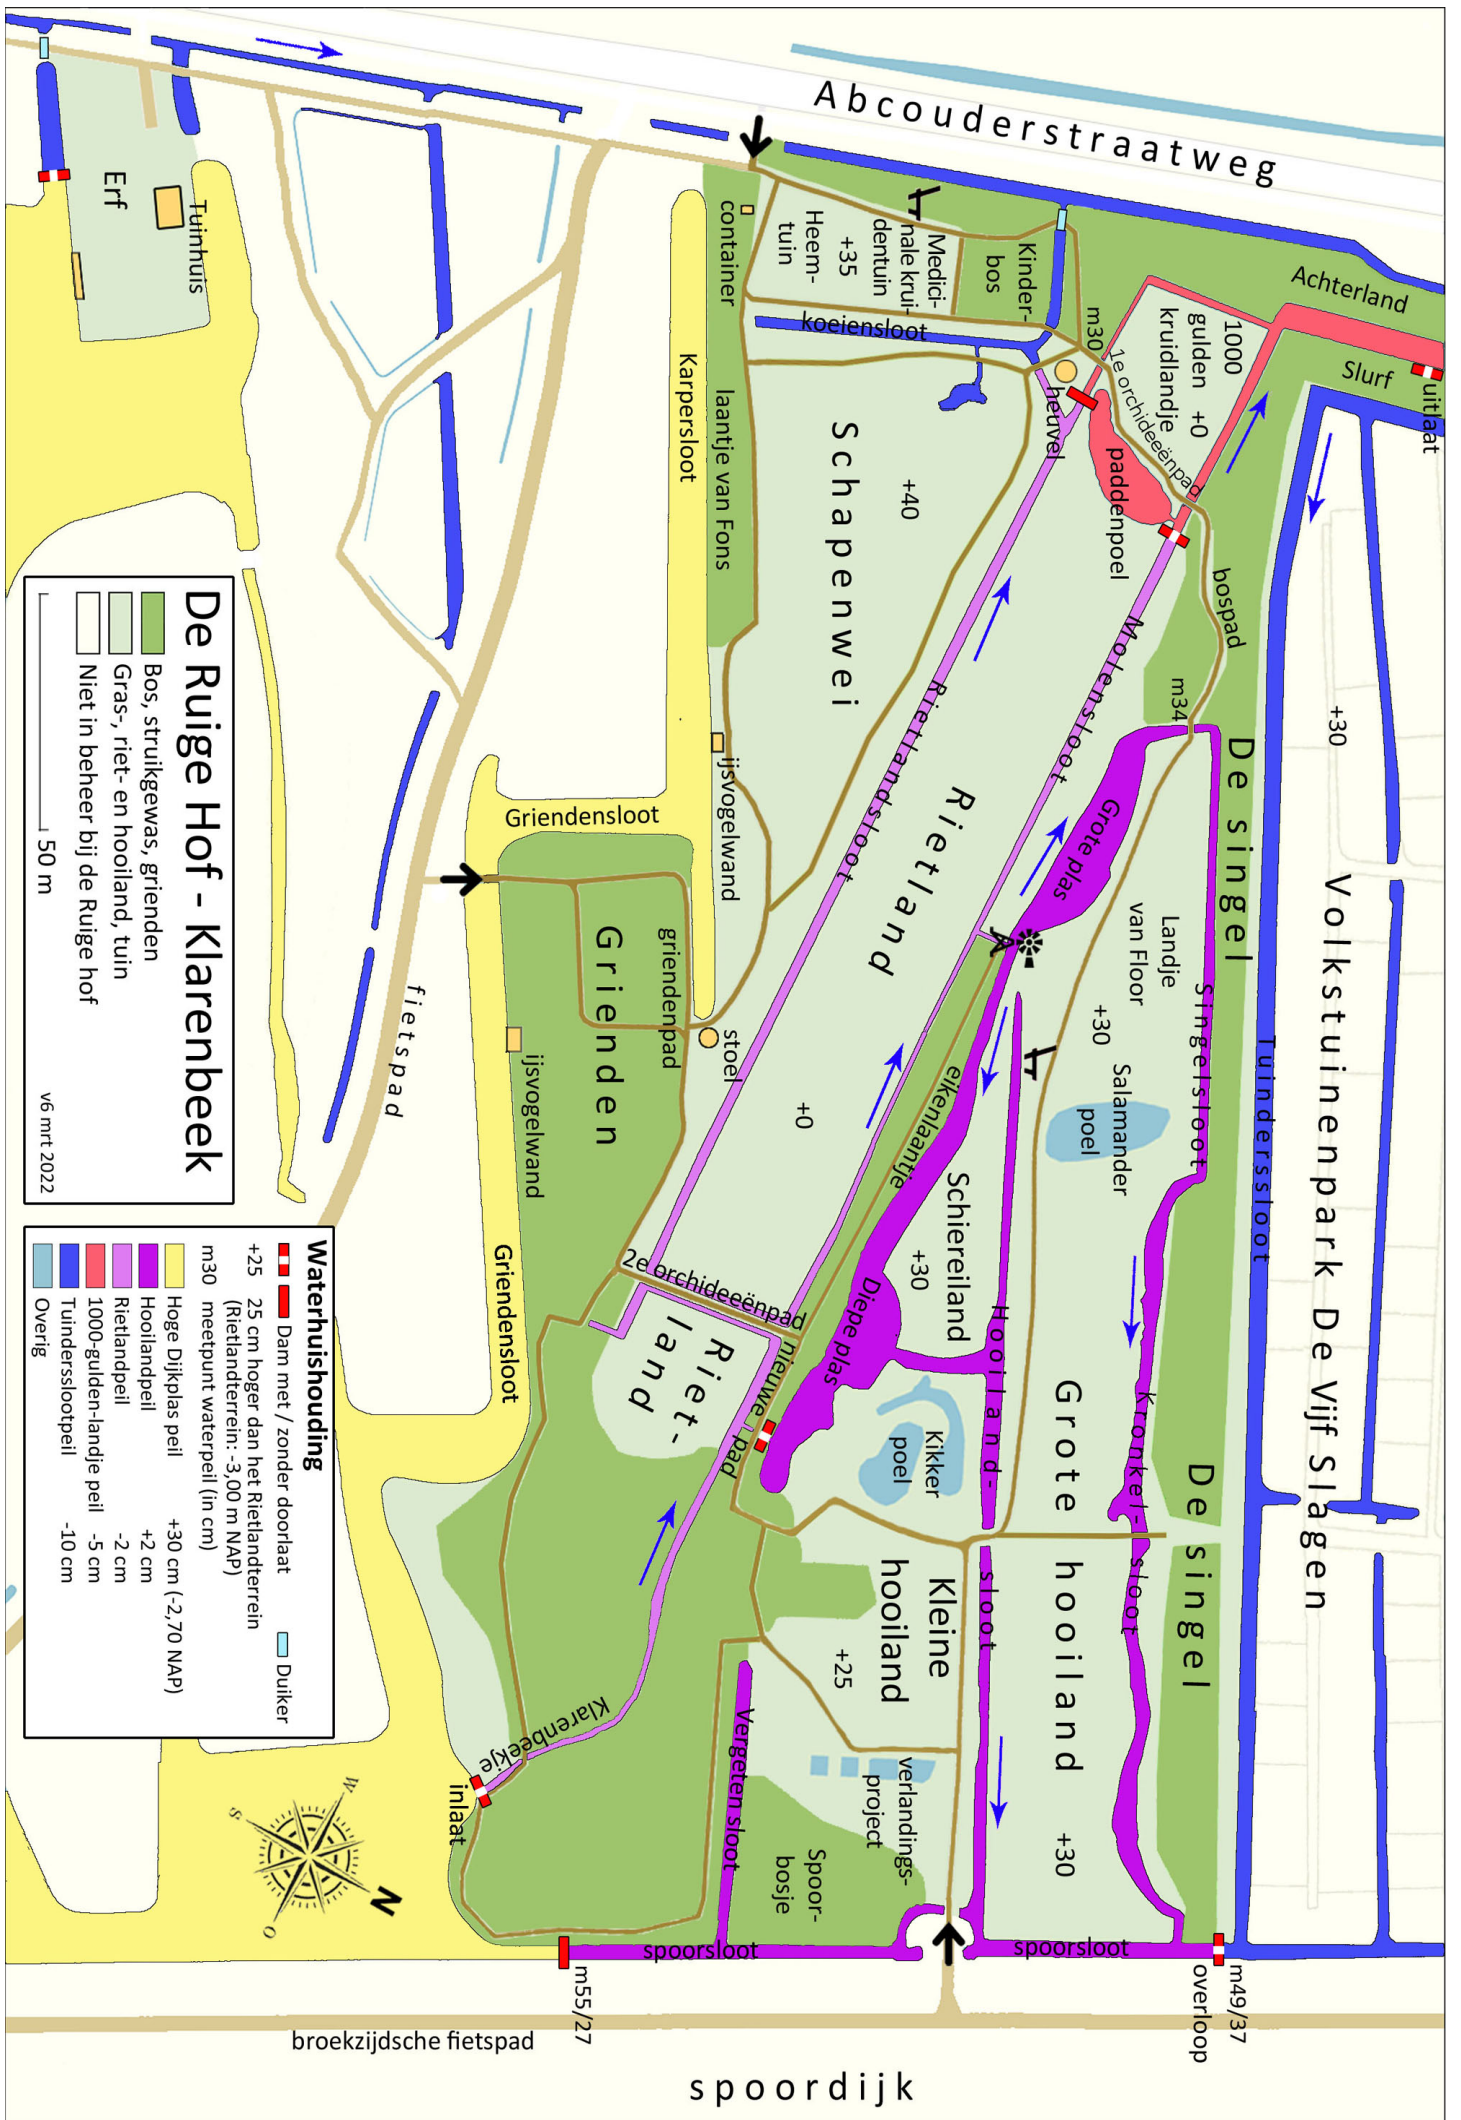 Abcouderstraatweg
Achterland
Slurf
uitlaat
1000
gulden +0
kruidlandje
m30
1e orchideeënpad
Kinder-
bos
Medici-
nale krui-
dentuin
+35
Heem-
tuin
container
koeiensloot
heuvel
paddenpoel
bospad
m34
Tuinhuis
Erf
Karpersloot
laantje van Fons
Schapenwei
+40
Rietlandsloot
Molensloot
Rietland
+0
ijsvogelwand
Griendensloot
Grienden
griendenpad
stoel
ijsvogelwand
fietspad
Griendensloot
De singel
Tuinderssloot
Volkstuinenpark De Vijf Slagen
+30
Grote plas
Landje
van Floor
+30
Singelsloot
Salamander
poel
eikenlaantje
Schiereiland
+30
Diepe plas
Hooiland-
sloot
2e orchideeënpad
nieuwe pad
Riet-
land
Kikker
poel
Kronkel-
sloot
De singel
Grote hooiland
+30
Kleine
hooiland
+25
Klarenbeekje
inlaat
Vergeten sloot
verlandings-
project
Spoor-
bosje
spoorsloot
spoorsloot
m55/27
m49/37
overloop
broekzijdsche fietspad
spoordijk
De Ruige Hof - Klarenbeek
Bos, struikgewas, grienden
Gras-, riet- en hooiland, tuin
Niet in beheer bij de Ruige hof
50 m
v6 mrt 2022
Waterhuishouding
Dam met / zonder doorlaat Duiker
+25 25 cm hoger dan het Rietlandterrein
(Rietlandterrein: -3,00 m NAP)
m30 meetpunt waterpeil (in cm)
Hoge Dijkplas peil +30 cm (-2,70 NAP)
Hooilandpeil +2 cm
Rietlandpeil -2 cm
1000-gulden-landje peil -5 cm
Tuindersslootpeil -10 cm
Overig
W
S
N
O